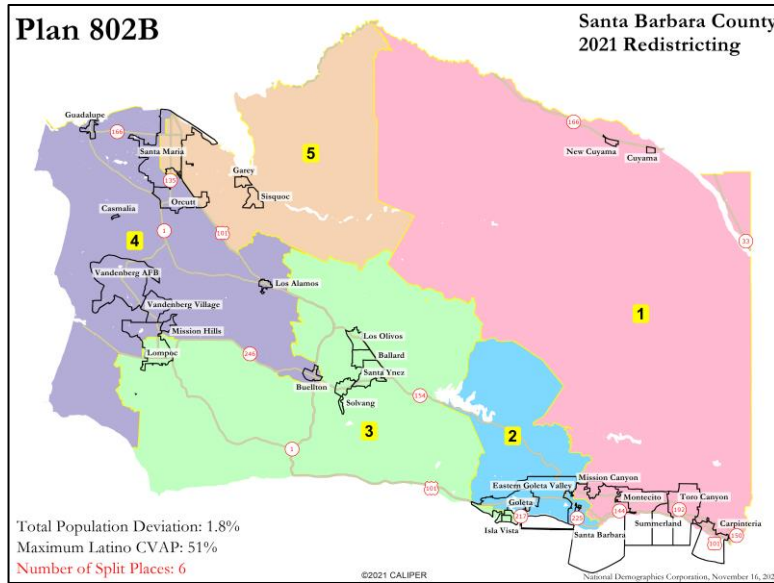 Plan 802B
Santa Barbara County
2021 Redistricting
Guadalupe
166
Santa Maria
5
166
New Cuyama
Cuyama
Garey
135
Sisquoc
Orcutt
Casmalia
1
101
33
4
Vandenberg AFB
Los Alamos
1
Vandenberg Village
Mission Hills
Los Olivos
Lompoc
246
Ballard
Santa Ynez
Buellton
154
Solvang
3
2
1
Mission Canyon
101
Eastern Goleta Valley
Montecito
Toro Canyon
Goleta
144
192
217
225
Carpinteria
Isla Vista
Santa Barbara
Summerland
150
101
Total Population Deviation: 1.8%
Maximum Latino CVAP: 51%
Number of Split Places: 6
©2021 CALIPER
National Demographics Corporation, November 16, 202